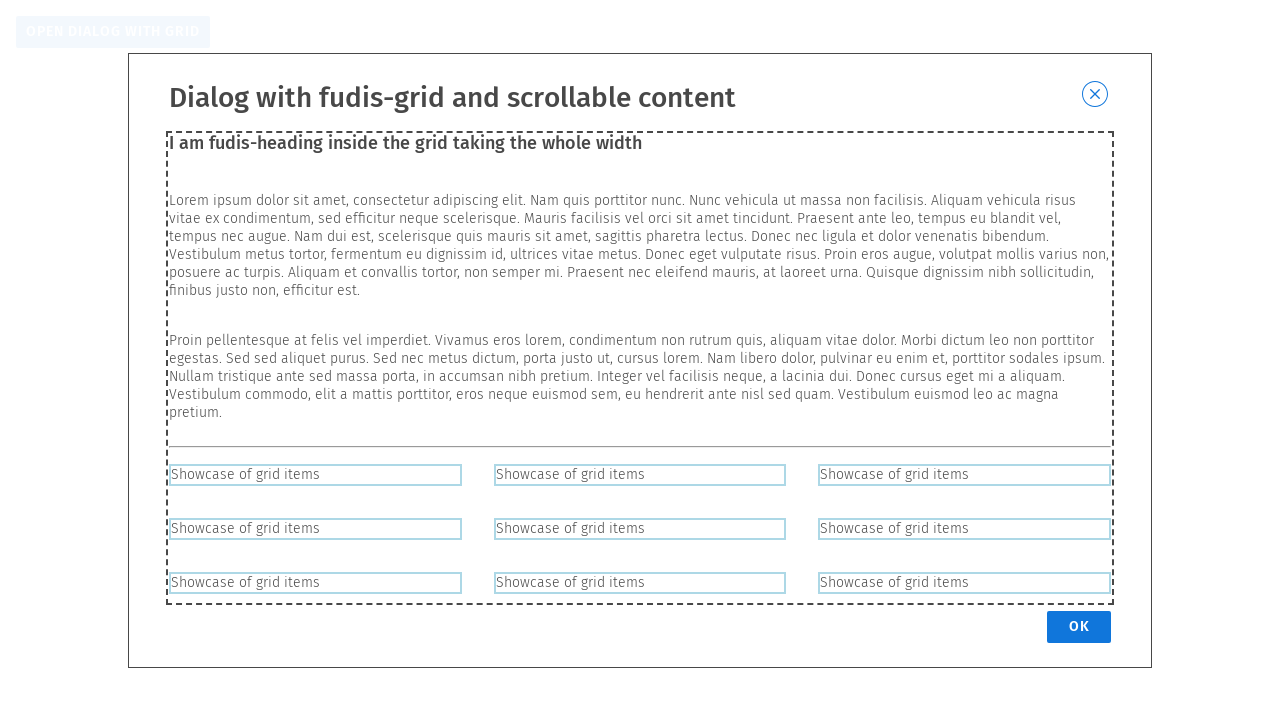 OPEN DIALOG WITH GRID
Dialog with fudis-grid and scrollable content
I am fudis-heading inside the grid taking the whole width
Lorem ipsum dolor sit amet, consectetur adipiscing elit. Nam quis porttitor nunc. Nunc vehicula ut massa non facilisis. Aliquam vehicula risus
vitae ex condimentum, sed efficitur neque scelerisque. Mauris facilisis vel orci sit amet tincidunt. Praesent ante leo, tempus eu blandit vel,
tempus nec augue. Nam dui est, scelerisque quis mauris sit amet, sagittis pharetra lectus. Donec nec ligula et dolor venenatis bibendum.
Vestibulum metus tortor, fermentum eu dignissim id, ultrices vitae metus. Donec eget vulputate risus. Proin eros augue, volutpat mollis varius non,
posuere ac turpis. Aliquam et convallis tortor, non semper mi. Praesent nec eleifend mauris, at laoreet urna. Quisque dignissim nibh sollicitudin,
finibus justo non, efficitur est.
Proin pellentesque at felis vel imperdiet. Vivamus eros lorem, condimentum non rutrum quis, aliquam vitae dolor. Morbi dictum leo non porttitor
egestas. Sed sed aliquet purus. Sed nec metus dictum, porta justo ut, cursus lorem. Nam libero dolor, pulvinar eu enim et, porttitor sodales ipsum.
Nullam tristique ante sed massa porta, in accumsan nibh pretium. Integer vel facilisis neque, a lacinia dui. Donec cursus eget mi a aliquam.
Vestibulum commodo, elit a mattis porttitor, eros neque euismod sem, eu hendrerit ante nisl sed quam. Vestibulum euismod leo ac magna
pretium.
Showcase of grid items
Showcase of grid items
Showcase of grid items
Showcase of grid items
Showcase of grid items
Showcase of grid items
Showcase of grid items
Showcase of grid items
Showcase of grid items
OK